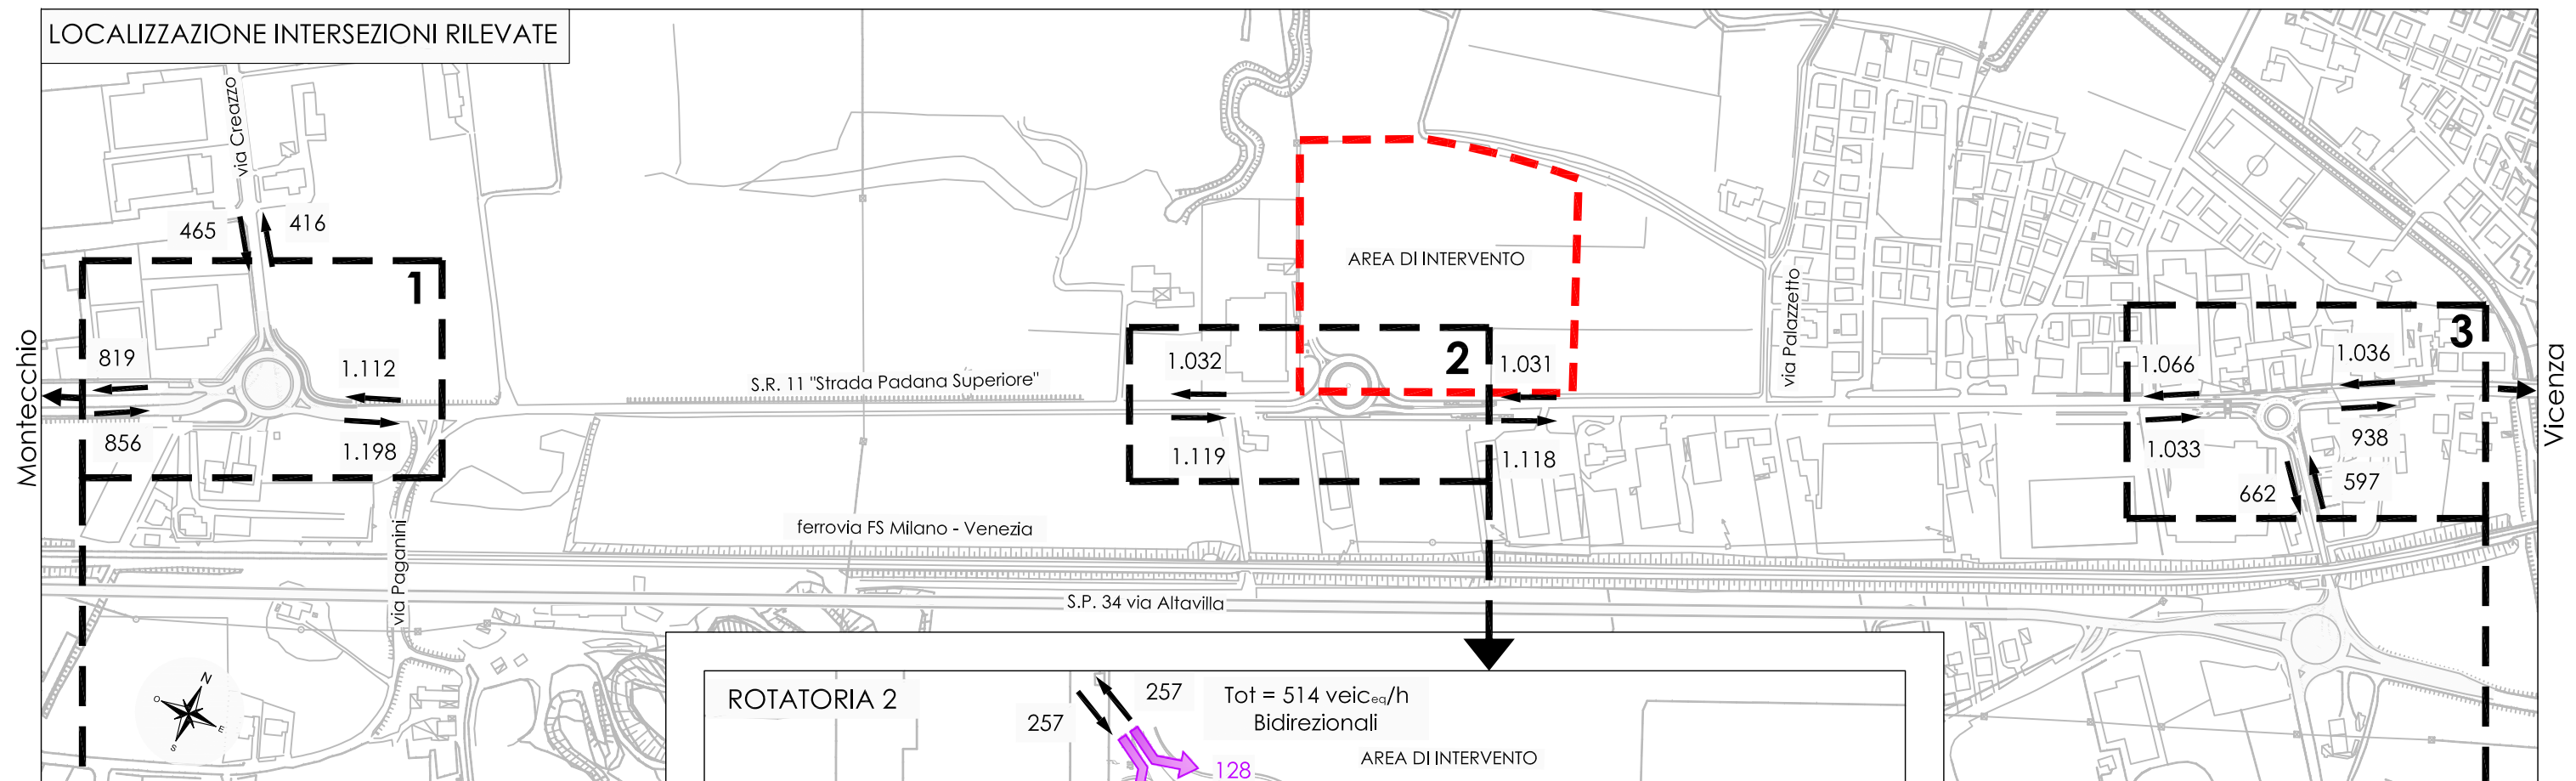 LOCALIZZAZIONE INTERSEZIONI RILEVATE
via Creazzo
465
416
1
819
1.112
856
1.198
Montecchio
via Paganini
S.R. 11 "Strada Padana Superiore"
ferrovia FS Milano - Venezia
S.P. 34 via Altavilla
AREA DI INTERVENTO
2
1.032
1.031
1.119
1.118
via Palazzetto
3
1.066
1.036
1.033
938
662
597
Vicenza
N
O
E
S
ROTATORIA 2
257
257
Tot = 514 veiceq/h
Bidirezionali
AREA DI INTERVENTO
128